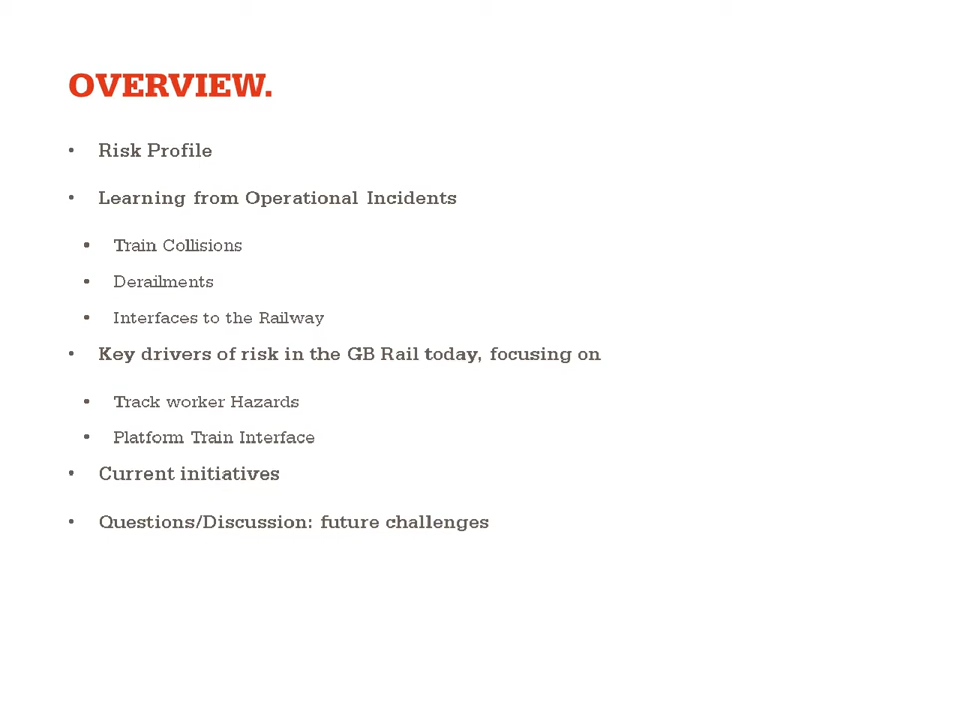 OVERVIEW.
• Risk Profile
• Learning from Operational Incidents
• Train Collisions
• Derailments
• Interfaces to the Railway
• Key drivers of risk in the GB Rail today, focusing on
• Track worker Hazards
• Platform Train Interface
• Current initiatives
• Questions/Discussion: future challenges